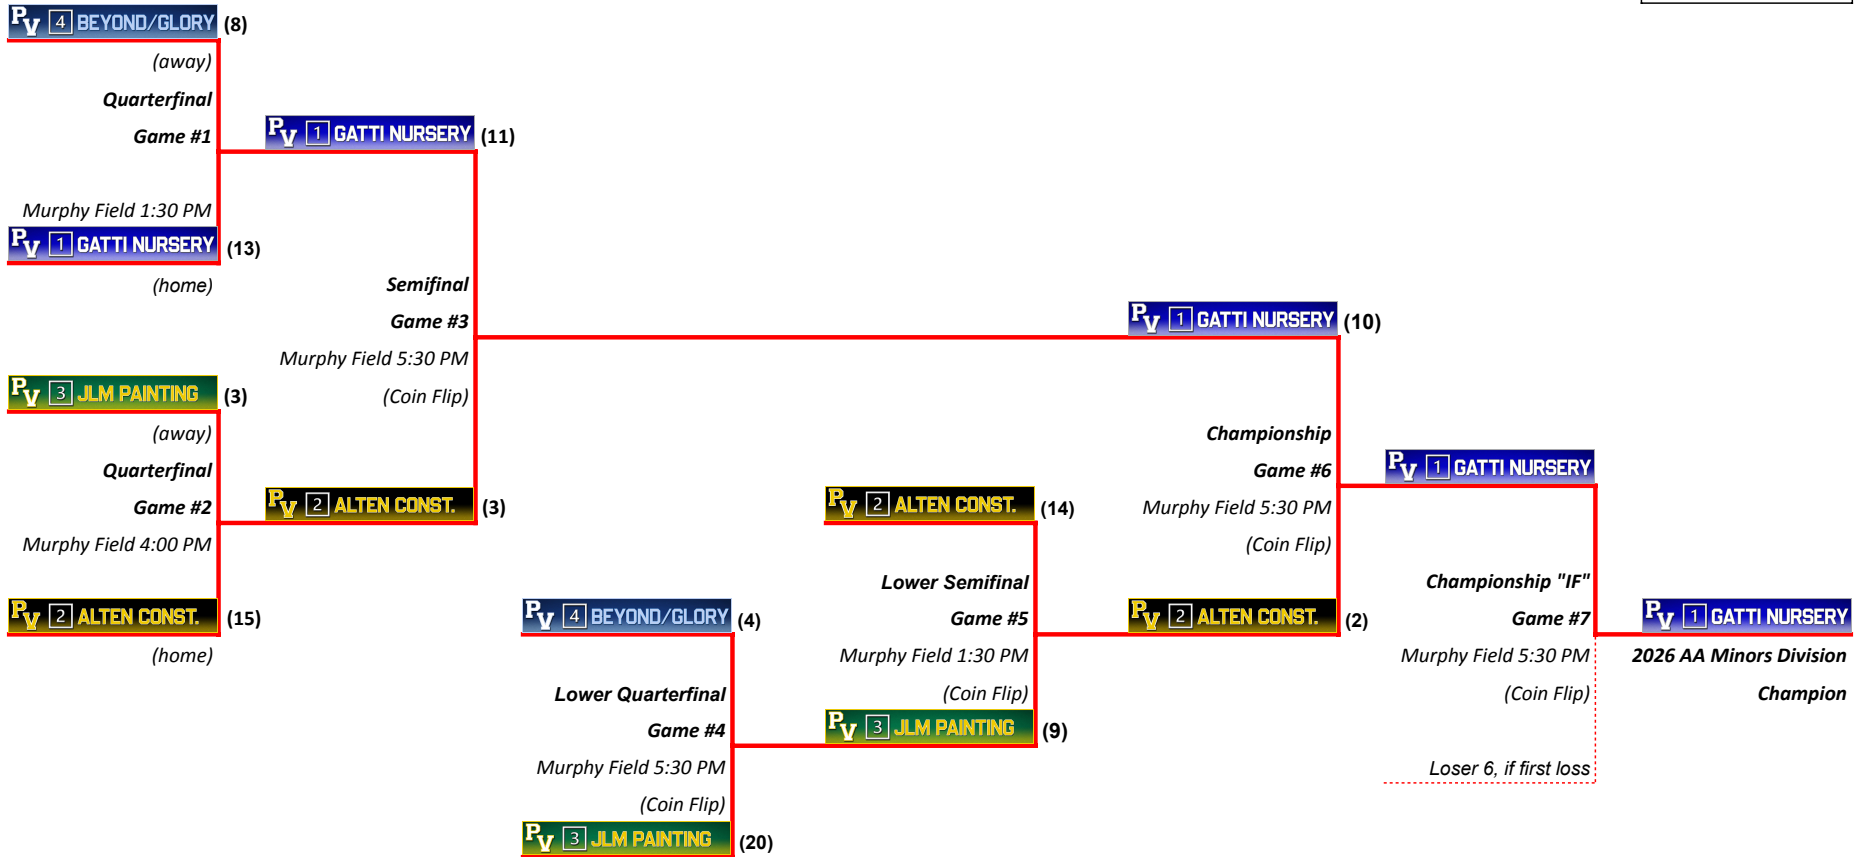 PV 4 BEYOND/GLORY (8)
(away)
Quarterfinal
Game #1
Murphy Field 1:30 PM
PV 1 GATTI NURSERY (13)
(home)
PV 3 JLM PAINTING (3)
(away)
Quarterfinal
Game #2
Murphy Field 4:00 PM
PV 2 ALTEN CONST. (15)
(home)
PV 1 GATTI NURSERY (11)
Semifinal
Game #3
Murphy Field 5:30 PM
(Coin Flip)
PV 2 ALTEN CONST. (3)
PV 4 BEYOND/GLORY (4)
Lower Quarterfinal
Game #4
Murphy Field 5:30 PM
(Coin Flip)
PV 3 JLM PAINTING (20)
PV 2 ALTEN CONST. (14)
Lower Semifinal
Game #5
Murphy Field 1:30 PM
(Coin Flip)
PV 3 JLM PAINTING (9)
PV 1 GATTI NURSERY (10)
Championship
Game #6
Murphy Field 5:30 PM
(Coin Flip)
PV 2 ALTEN CONST. (2)
PV 1 GATTI NURSERY
Championship "IF"
Game #7
Murphy Field 5:30 PM
(Coin Flip)
Loser 6, if first loss
PV 1 GATTI NURSERY
2026 AA Minors Division
Champion